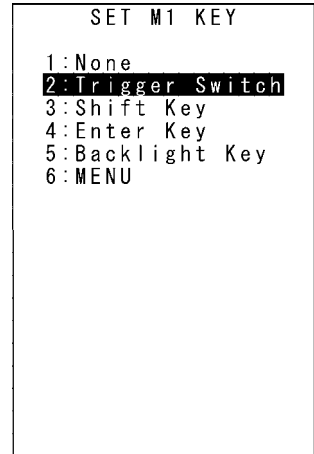 SET M1 KEY
1:None
2:Trigger Switch
3:Shift Key
4:Enter Key
5:Backlight Key
6:MENU